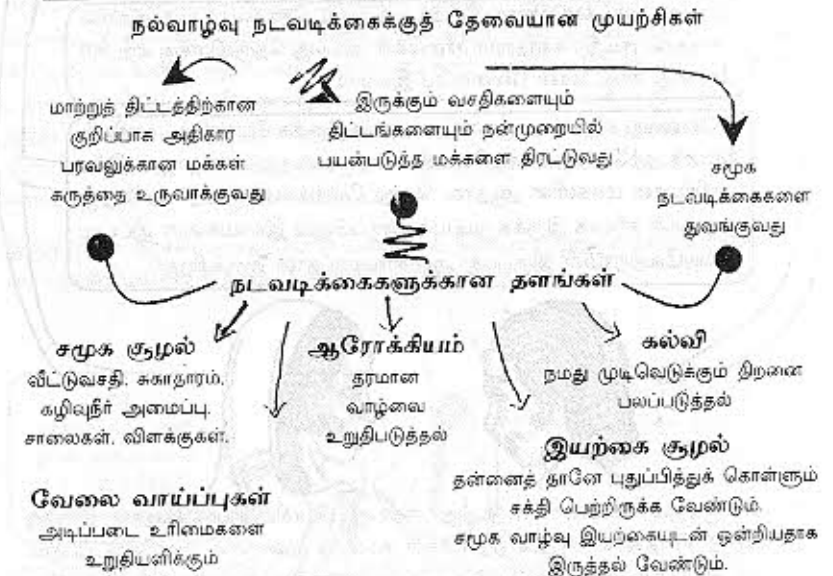 நல்வாழ்வு நடவடிக்கைக்குத் தேவையான முயற்சிகள்
மாற்றுத் திட்டத்திற்கான
குறிப்பாக அதிகார
பரவலுக்கான மக்கள்
கருத்தை உருவாக்குவது
இருக்கும் வசதிகளையும்
திட்டங்களையும் நன்முறையில்
பயன்படுத்த மக்களை திரட்டுவது
சமூக
நடவடிக்கைகளை
துவங்குவது
நடவடிக்கைகளுக்கான தளங்கள்
சமூக சூழல்
வீட்டுவசதி, சுகாதாரம்,
கழிவுநீர் அமைப்பு,
சாலைகள், விளக்குகள்.
ஆரோக்கியம்
தரமான
வாழ்வை
உறுதிபடுத்தல்
கல்வி
நமது முடிவெடுக்கும் திறனை
பலப்படுத்தல்
வேலை வாய்ப்புகள்
அடிப்படை உரிமைகளை
உறுதியளிக்கும்
இயற்கை சூழல்
தன்னைத் தானே புதுப்பித்துக் கொள்ளும்
சக்தி பெற்றிருக்க வேண்டும்.
சமூக வாழ்வு இயற்கையுடன் ஒன்றியதாக
இருத்தல் வேண்டும்.